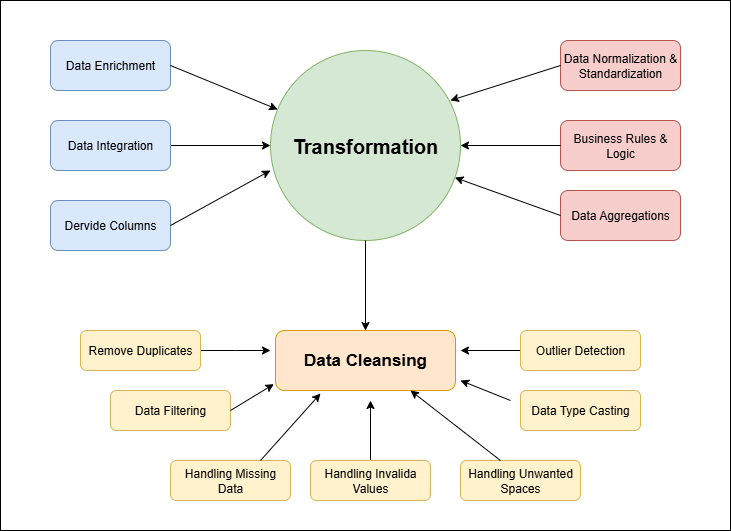 Data Enrichment
Data Integration
Dervide Columns
Transformation
Data Normalization &
Standardization
Business Rules &
Logic
Data Aggregations
Data Cleansing
Remove Duplicates
Outlier Detection
Data Filtering
Data Type Casting
Handling Missing
Data
Handling Invalida
Values
Handling Unwanted
Spaces